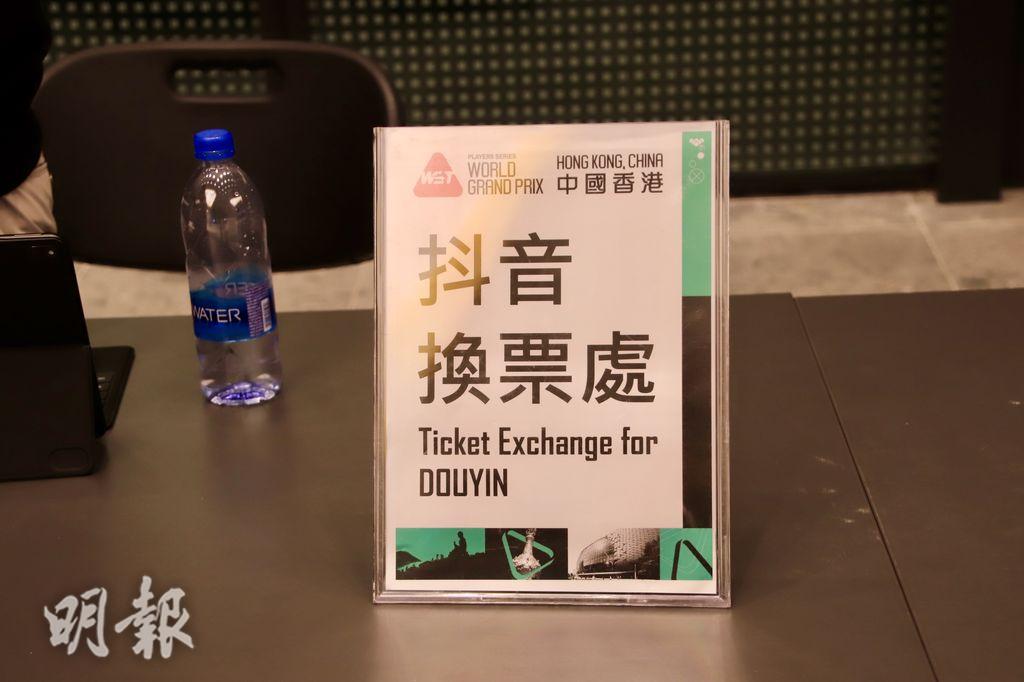 WST
PLAYERS SERIES
WORLD
GRAND PRIX
HONG KONG, CHINA
中國香港
抖音
換票處
Ticket Exchange for
DOUYIN
WATER
明報